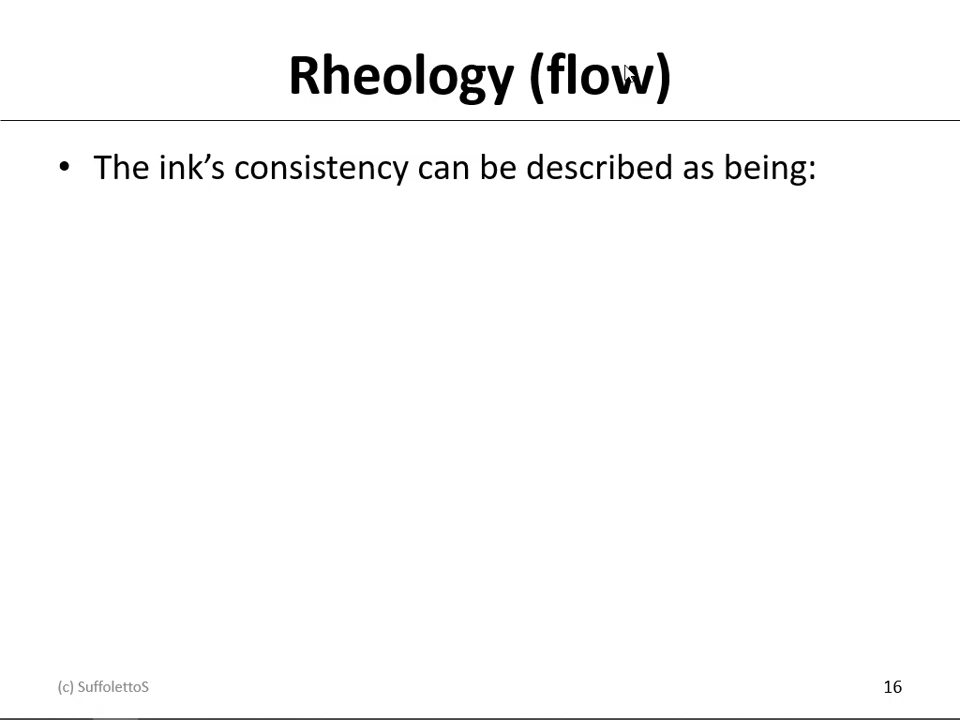 Rheology (flow)
• The ink’s consistency can be described as being:
(c) SuffolettoS
16